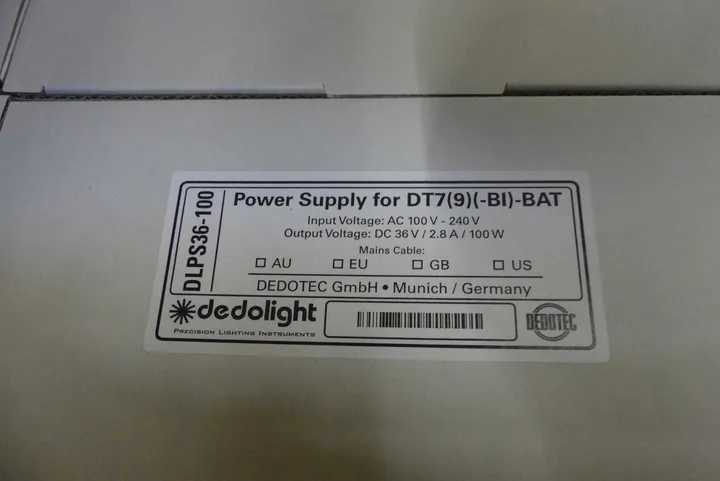 DLPS36-100
Power Supply for DT7(9)(-BI)-BAT
Input Voltage: AC 100 V - 240 V
Output Voltage: DC 36 V / 2.8 A / 100 W
Mains Cable:
☐ AU ☐ EU ☐ GB ☐ US
DEDOTEC GmbH • Munich / Germany
dedolight
PRECISION LIGHTING INSTRUMENTS
DEDOTEC